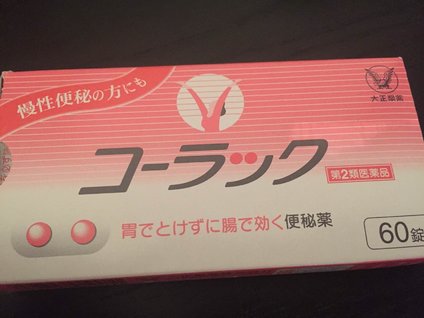 慢性便秘の方にも
大正製薬
コーラック
第2類医薬品
胃でとけずに腸で効く便秘薬
60錠